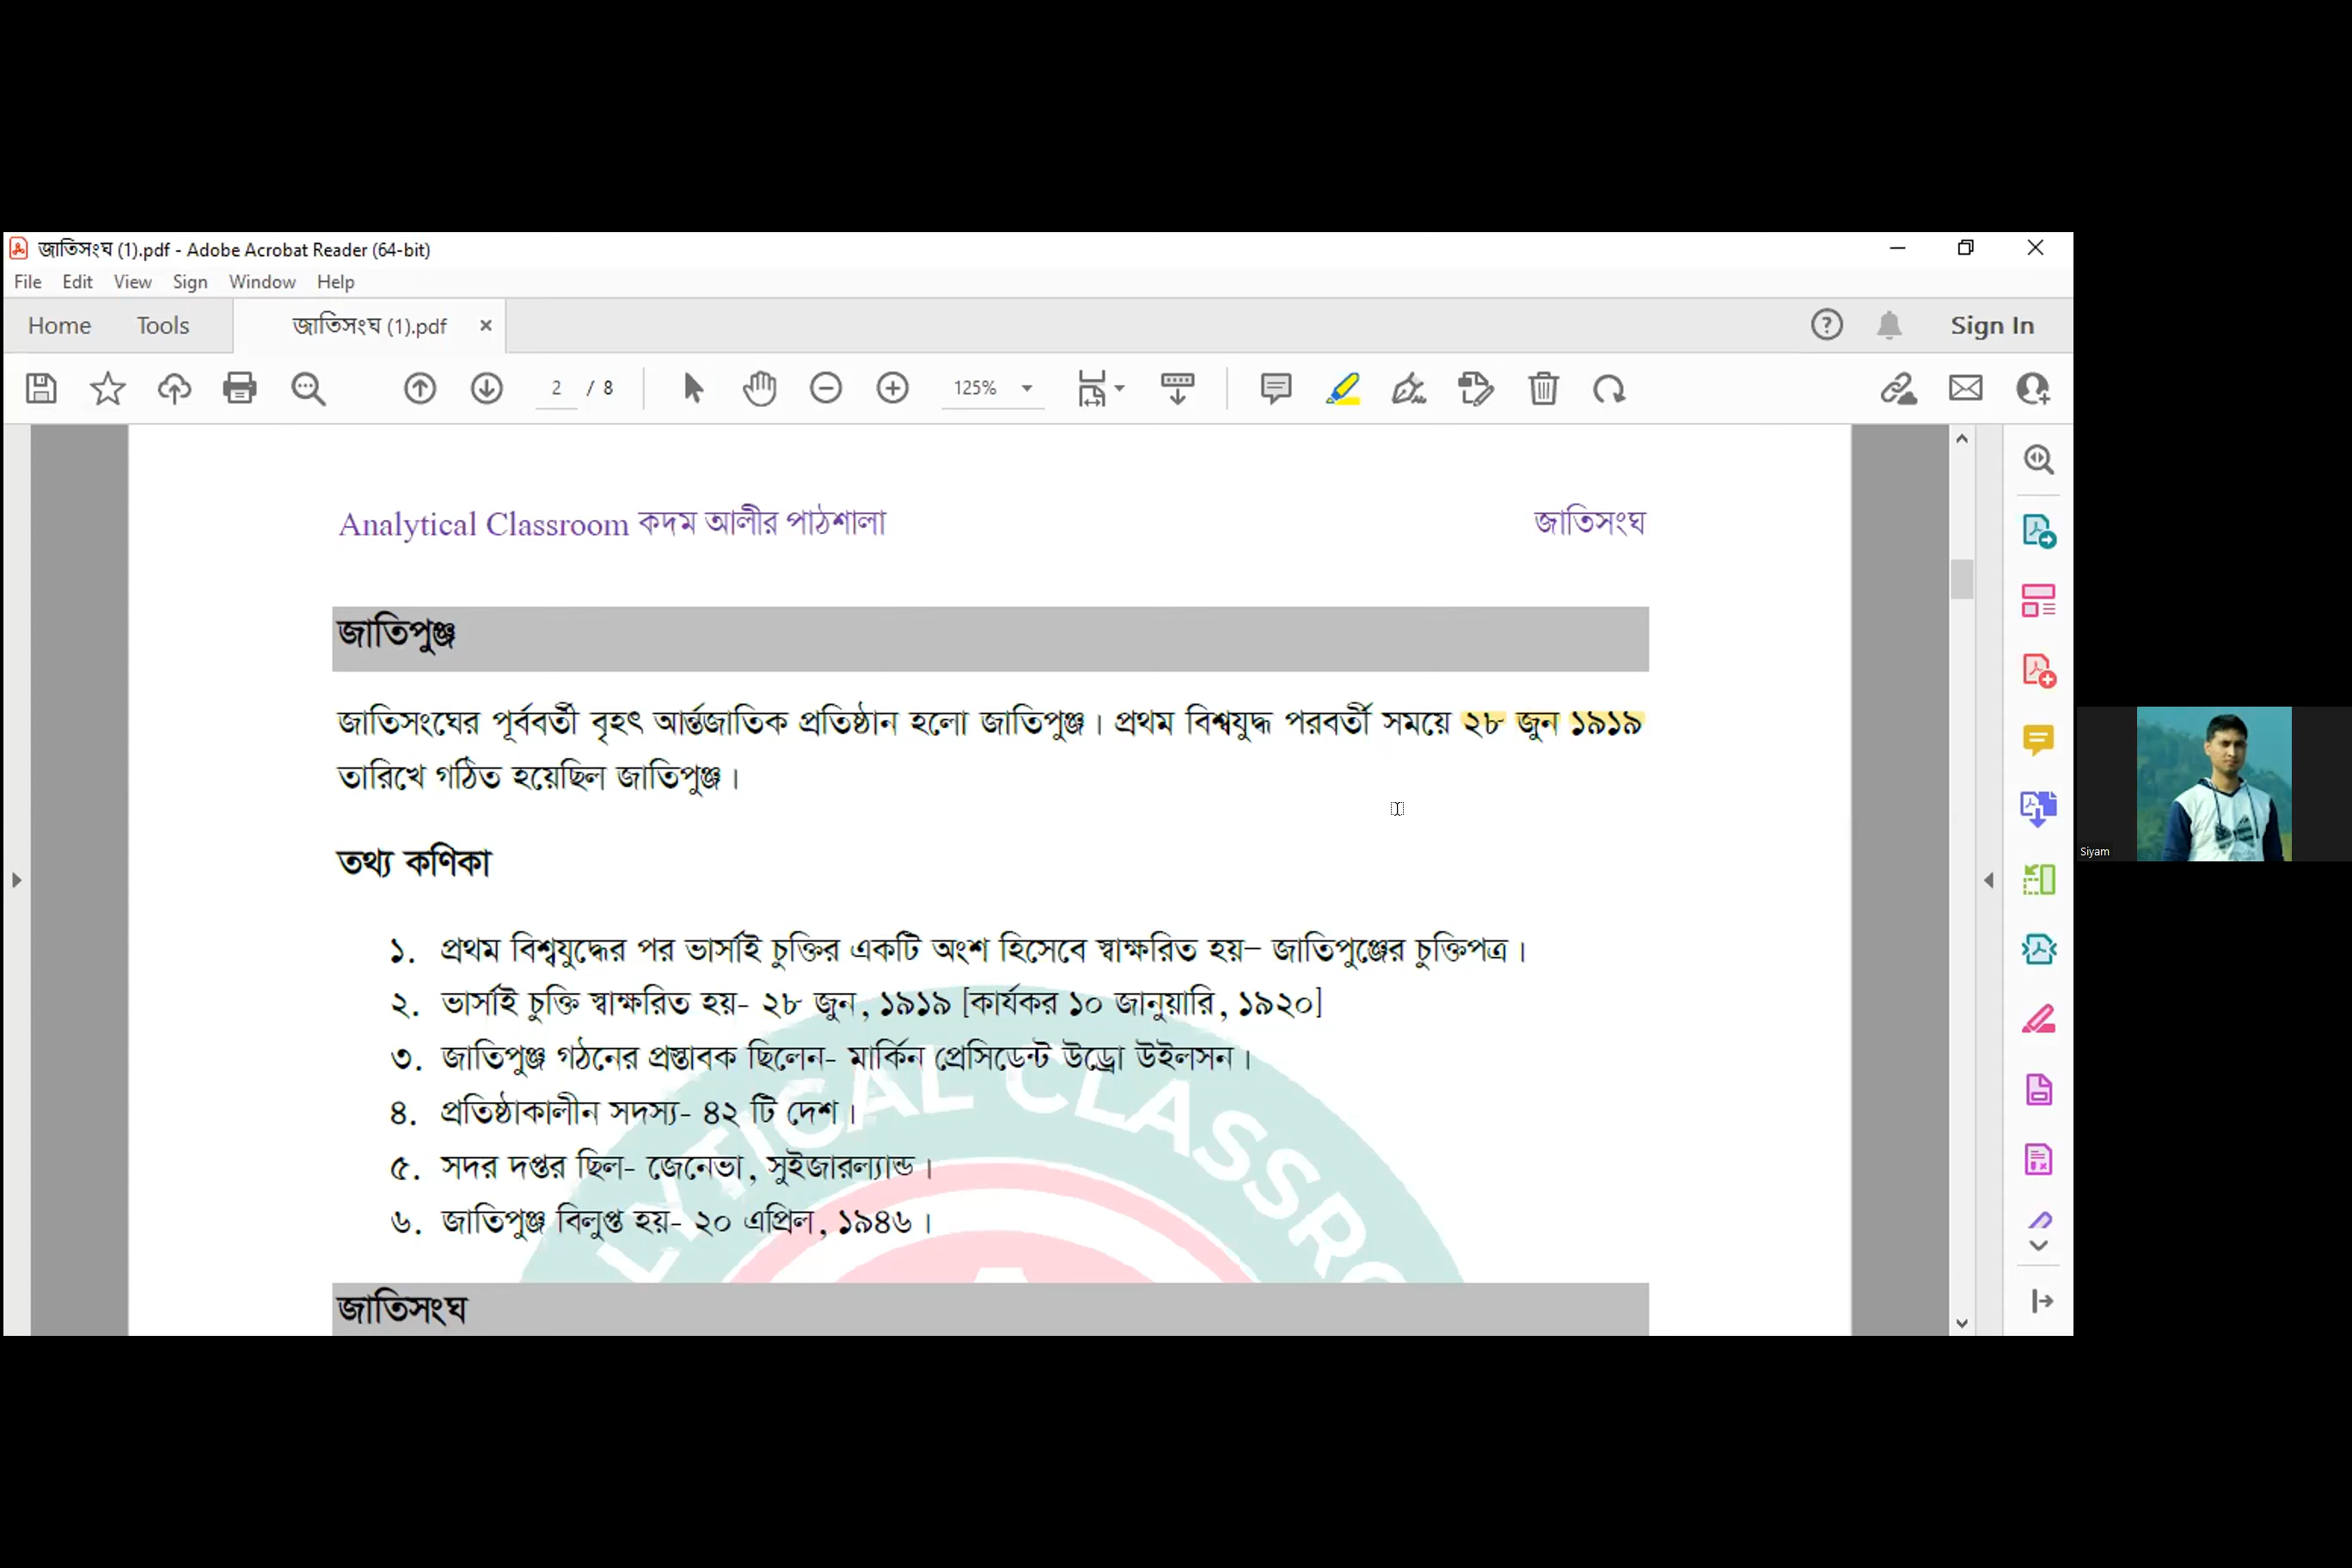 জাতিসংঘ (1).pdf - Adobe Acrobat Reader (64-bit)
File Edit View Sign Window Help
Home Tools জাতিসংঘ (1).pdf Sign In
2 / 8 125%
Analytical Classroom কদম আলীর পাঠশালা জাতিসংঘ
জাতিপুঞ্জ
জাতিসংঘের পূর্ববর্তী বৃহৎ আর্ন্তজাতিক প্রতিষ্ঠান হলো জাতিপুঞ্জ। প্রথম বিশ্বযুদ্ধ পরবর্তী সময়ে ২৮ জুন ১৯১৯
তারিখে গঠিত হয়েছিল জাতিপুঞ্জ।
তথ্য কণিকা
১. প্রথম বিশ্বযুদ্ধের পর ভার্সাই চুক্তির একটি অংশ হিসেবে স্বাক্ষরিত হয়– জাতিপুঞ্জের চুক্তিপত্র।
২. ভার্সাই চুক্তি স্বাক্ষরিত হয়- ২৮ জুন, ১৯১৯ [কার্যকর ১০ জানুয়ারি, ১৯২০]
৩. জাতিপুঞ্জ গঠনের প্রস্তাবক ছিলেন- মার্কিন প্রেসিডেন্ট উড্রো উইলসন।
৪. প্রতিষ্ঠাকালীন সদস্য- ৪২ টি দেশ।
৫. সদর দপ্তর ছিল- জেনেভা, সুইজারল্যান্ড।
৬. জাতিপুঞ্জ বিলুপ্ত হয়- ২০ এপ্রিল, ১৯৪৬।
LYTICAL CLASSRO
জাতিসংঘ
Siyam